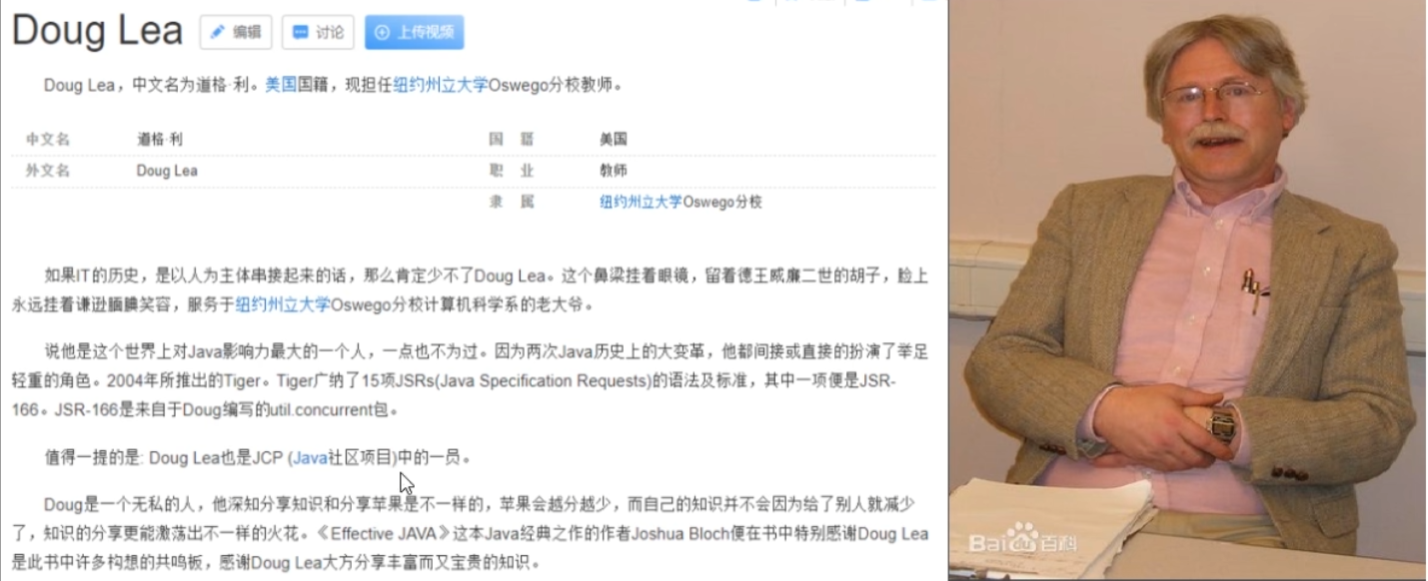 Doug Lea 编辑 讨论 上传视频
Doug Lea，中文名为道格·利。美国国籍，现担任纽约州立大学Oswego分校教师。
中文名 道格·利 国 籍 美国
外文名 Doug Lea 职 业 教师
隶 属 纽约州立大学Oswego分校
如果IT的历史，是以人为主体串接起来的话，那么肯定少不了Doug Lea。这个鼻梁挂着眼镜，留着德王威廉二世的胡子，脸上
永远挂着谦逊腼腆笑容，服务于纽约州立大学Oswego分校计算机科学系的老大爷。
说他是这个世界上对Java影响力最大的一个人，一点也不为过。因为两次Java历史上的大变革，他都间接或直接的扮演了举足
轻重的角色。2004年所推出的Tiger。Tiger广纳了15项JSRs(Java Specification Requests)的语法及标准，其中一项便是JSR-
166。JSR-166是来自于Doug编写的util.concurrent包。
值得一提的是: Doug Lea也是JCP (Java社区项目)中的一员。
Doug是一个无私的人，他深知分享知识和分享苹果是不一样的，苹果会越分越少，而自己的知识并不会因为给了别人就减少
了，知识的分享更能激荡出不一样的火花。《Effective JAVA》这本Java经典之作的作者Joshua Bloch便在书中特别感谢Doug Lea
是此书中许多构想的共鸣板，感谢Doug Lea大方分享丰富而又宝贵的知识。
Bai du 百科